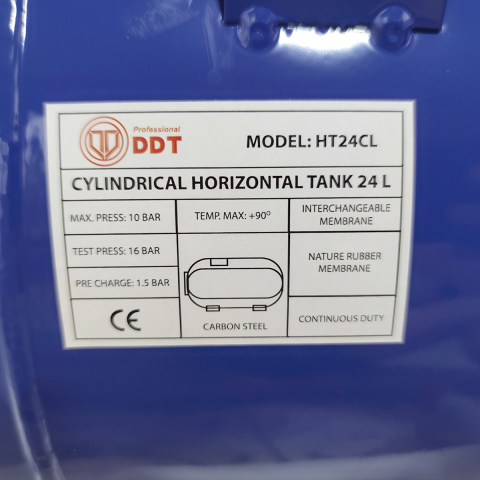 Professional
DDT
MODEL: HT24CL
CYLINDRICAL HORIZONTAL TANK 24 L
MAX. PRESS: 10 BAR
TEMP. MAX: +90°
INTERCHANGEABLE
MEMBRANE
TEST PRESS: 16 BAR
NATURE RUBBER
MEMBRANE
PRE CHARGE: 1.5 BAR
CE
CARBON STEEL
CONTINUOUS DUTY